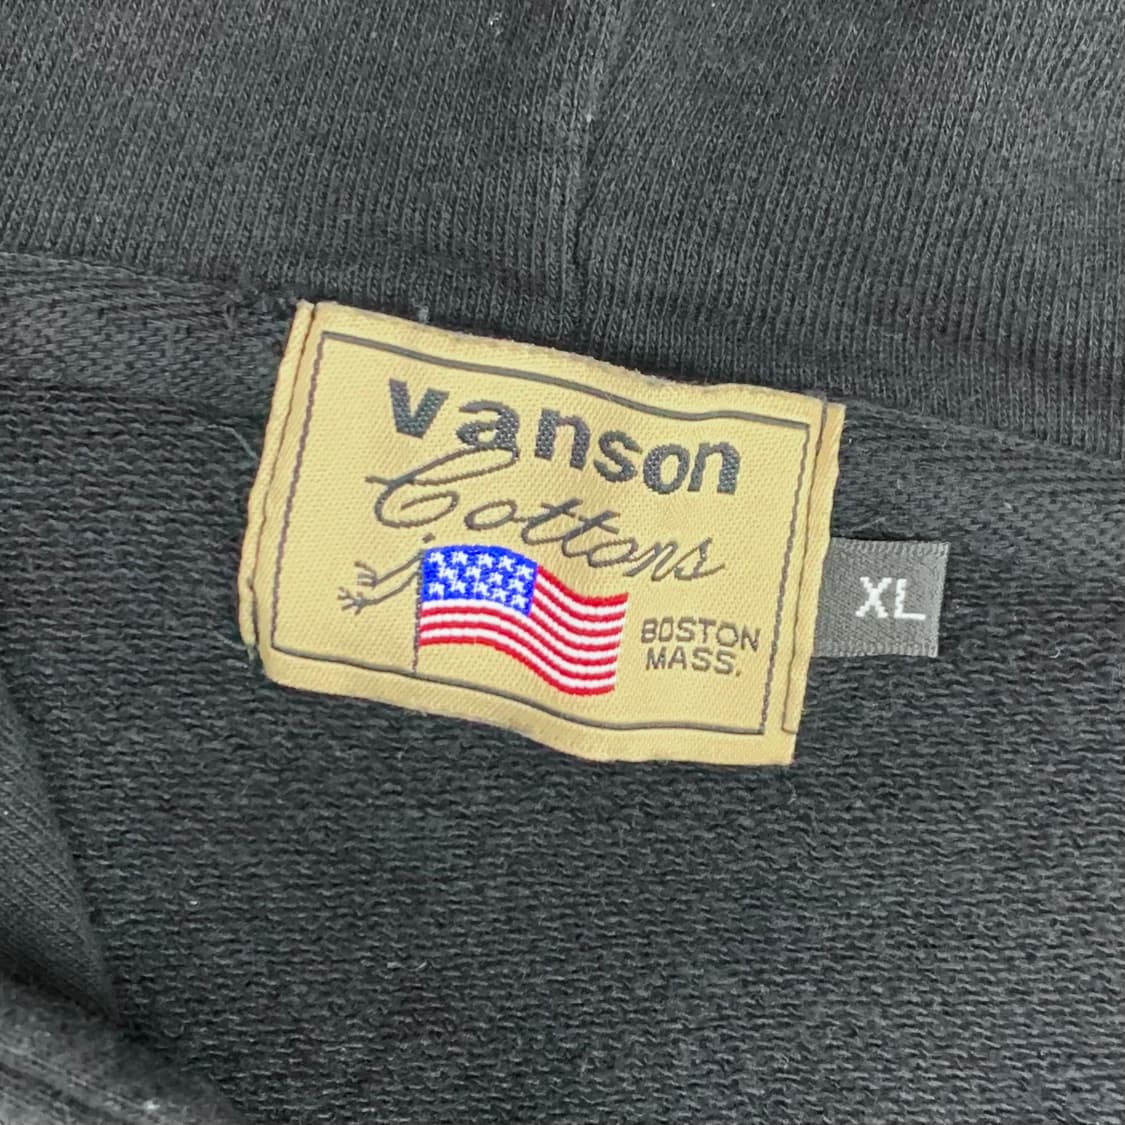 vanson
Cottons
BOSTON
MASS.
XL